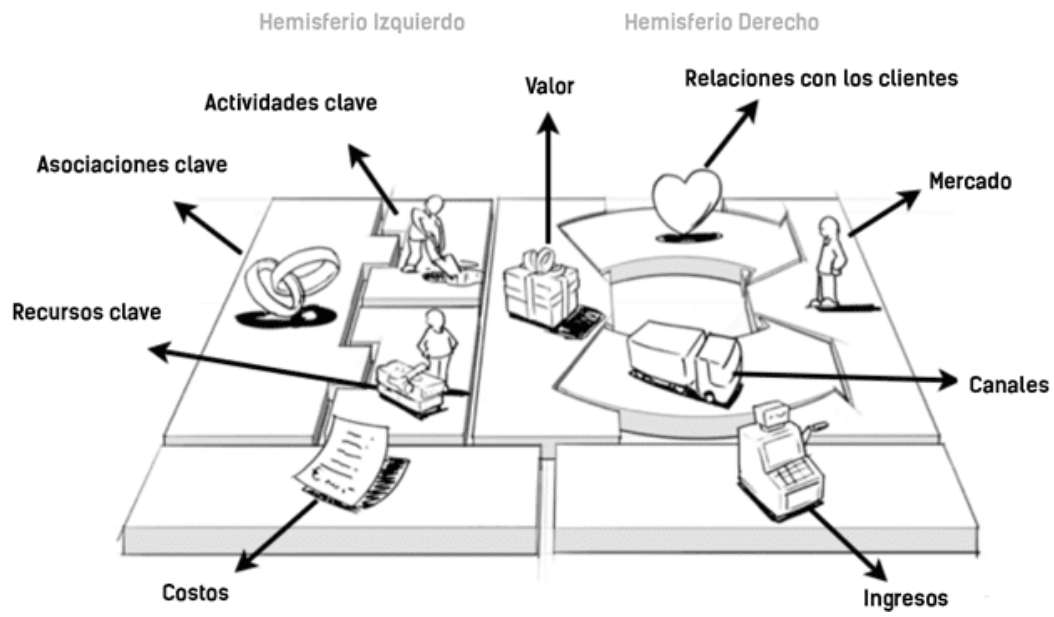 Hemisferio Izquierdo
Hemisferio Derecho
Relaciones con los clientes
Valor
Actividades clave
Asociaciones clave
Mercado
Recursos clave
Canales
Costos
Ingresos